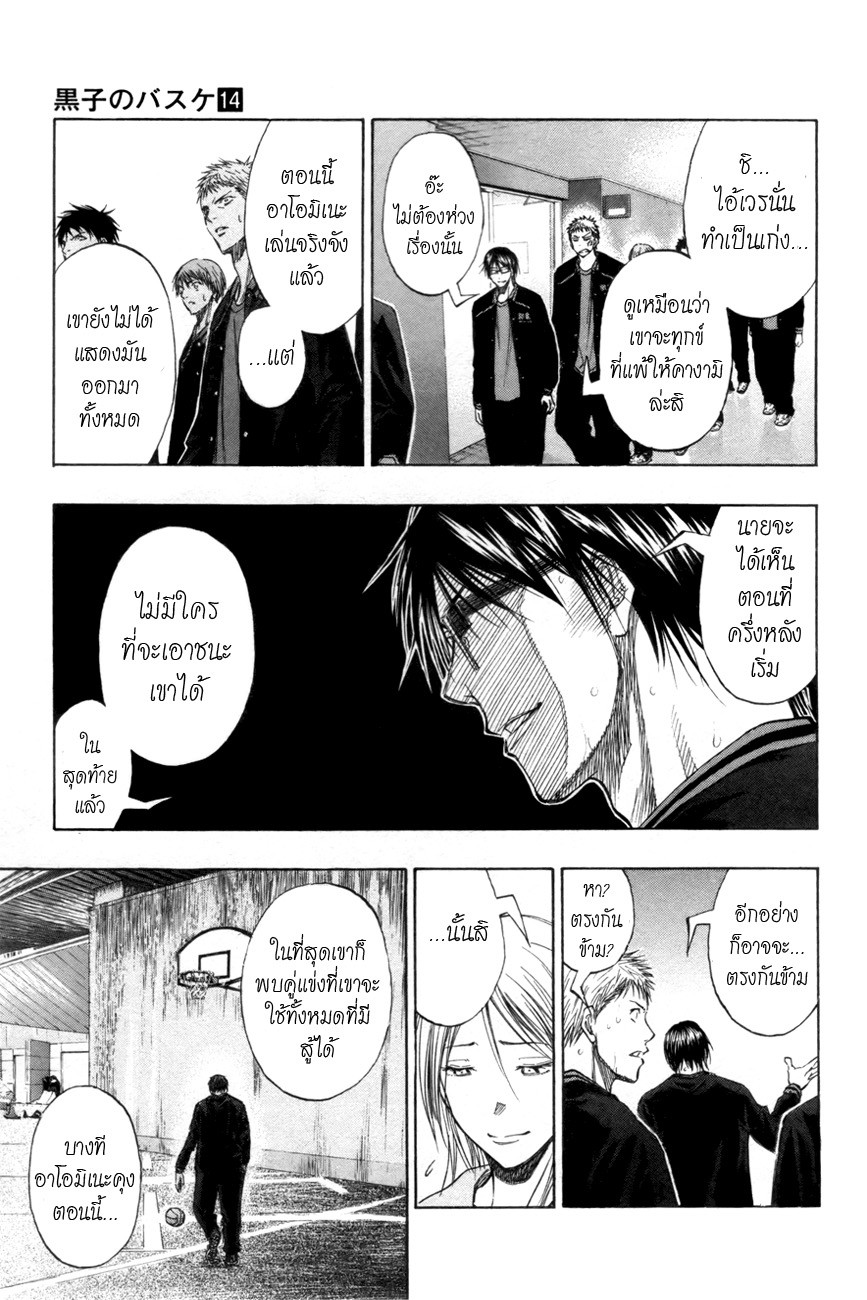 黒子のバスケ14
ชิ...
ไอ้เวรนั่น
ทำเป็นเก่ง...
ดูเหมือนว่า
เขาจะทุกข์
ที่แพ้ให้คางามิ
ล่ะสิ
อ๊ะ
ไม่ต้องห่วง
เรื่องนั้น
ตอนนี้
อาโอมิเนะ
เล่นจริงจัง
แล้ว
...แต่
เขายังไม่ได้
แสดงมัน
ออกมา
ทั้งหมด
นายจะ
ได้เห็น
ตอนที่
ครึ่งหลัง
เริ่ม
ไม่มีใคร
ที่จะเอาชนะ
เขาได้
ใน
สุดท้าย
แล้ว
อีกอย่าง
ก็อาจจะ...
ตรงกันข้าม
หา?
ตรงกัน
ข้าม?
...นั้นสิ
ในที่สุดเขาก็
พบคู่แข่งที่เขาจะ
ใช้ทั้งหมดที่มี
สู้ได้
บางที
อาโอมิเนะคุง
ตอนนี้...